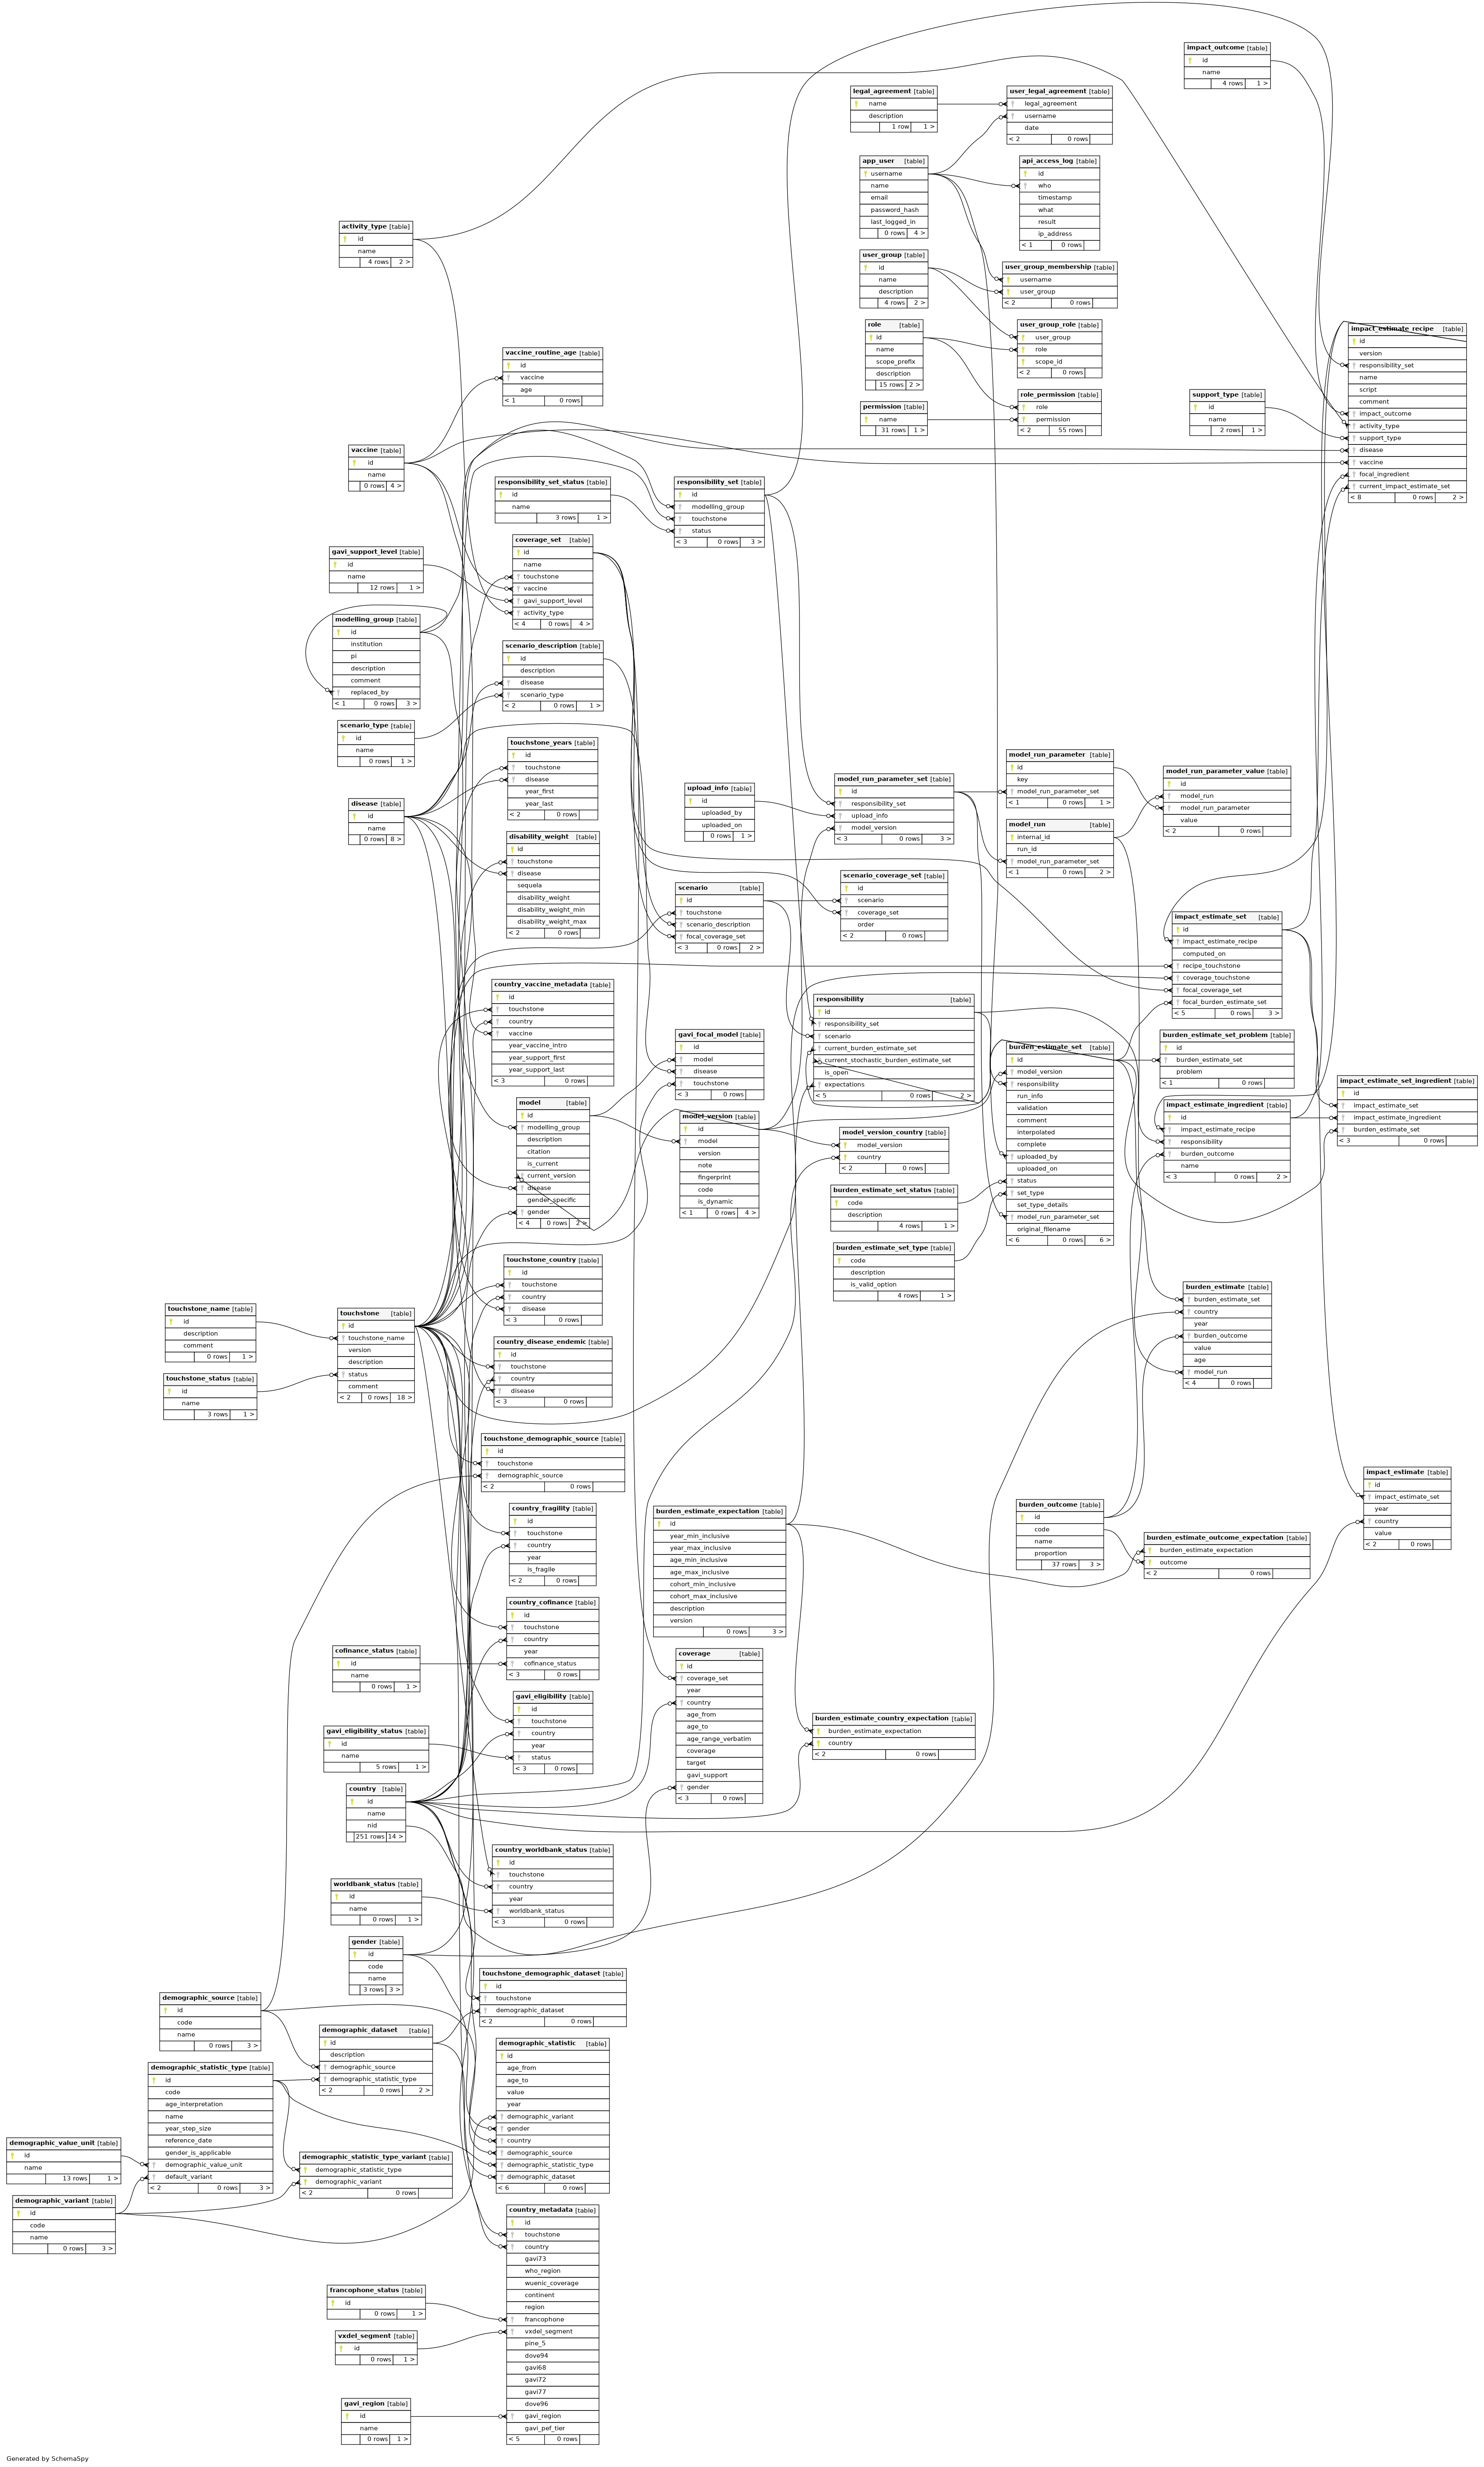 impact_outcome [table]
id
name
4 rows 1 >
legal_agreement [table]
name
description
1 row 1 >
user_legal_agreement [table]
legal_agreement
username
date
< 2 0 rows
app_user [table]
username
name
email
password_hash
last_logged_in
0 rows 4 >
api_access_log [table]
id
who
timestamp
what
result
ip_address
< 1 0 rows
activity_type [table]
id
name
4 rows 2 >
user_group [table]
id
name
description
4 rows 2 >
user_group_membership [table]
username
user_group
< 2 0 rows
role [table]
id
name
scope_prefix
description
15 rows 2 >
user_group_role [table]
user_group
role
scope_id
< 2 0 rows
impact_estimate_recipe [table]
id
version
responsibility_set
name
script
comment
impact_outcome
activity_type
support_type
disease
vaccine
focal_ingredient
current_impact_estimate_set
< 8 0 rows 2 >
vaccine_routine_age [table]
id
vaccine
age
< 1 0 rows
permission [table]
name
31 rows 1 >
role_permission [table]
role
permission
< 2 55 rows
support_type [table]
id
name
2 rows 1 >
vaccine [table]
id
name
0 rows 4 >
responsibility_set_status [table]
id
name
3 rows 1 >
responsibility_set [table]
id
modelling_group
touchstone
status
< 3 0 rows 3 >
coverage_set [table]
id
name
touchstone
vaccine
gavi_support_level
activity_type
< 4 0 rows 4 >
gavi_support_level [table]
id
name
12 rows 1 >
modelling_group [table]
id
institution
pi
description
comment
replaced_by
< 1 0 rows 3 >
scenario_description [table]
id
description
disease
scenario_type
< 2 0 rows 1 >
scenario_type [table]
id
name
0 rows 1 >
touchstone_years [table]
id
touchstone
disease
year_first
year_last
< 2 0 rows
disease [table]
id
name
0 rows 8 >
disability_weight [table]
id
touchstone
disease
sequela
disability_weight
disability_weight_min
disability_weight_max
< 2 0 rows
upload_info [table]
id
uploaded_by
uploaded_on
0 rows 1 >
model_run_parameter_set [table]
id
responsibility_set
upload_info
model_version
< 3 0 rows 3 >
model_run_parameter [table]
id
key
model_run_parameter_set
< 1 0 rows 1 >
model_run [table]
internal_id
run_id
model_run_parameter_set
< 1 0 rows 2 >
model_run_parameter_value [table]
id
model_run
model_run_parameter
value
< 2 0 rows
scenario [table]
id
touchstone
scenario_description
focal_coverage_set
< 3 0 rows 2 >
scenario_coverage_set [table]
id
scenario
coverage_set
order
< 2 0 rows
impact_estimate_set [table]
id
impact_estimate_recipe
computed_on
recipe_touchstone
coverage_touchstone
focal_coverage_set
focal_burden_estimate_set
< 5 0 rows 3 >
country_vaccine_metadata [table]
id
touchstone
country
vaccine
year_vaccine_intro
year_support_first
year_support_last
< 3 0 rows
responsibility [table]
id
responsibility_set
scenario
current_burden_estimate_set
current_stochastic_burden_estimate_set
is_open
expectations
< 5 0 rows 2 >
gavi_focal_model [table]
id
model
disease
touchstone
< 3 0 rows
burden_estimate_set [table]
id
model_version
responsibility
run_info
validation
comment
interpolated
complete
uploaded_by
uploaded_on
status
set_type
set_type_details
model_run_parameter_set
original_filename
< 6 0 rows 6 >
burden_estimate_set_problem [table]
id
burden_estimate_set
problem
< 1 0 rows
impact_estimate_set_ingredient [table]
id
impact_estimate_set
impact_estimate_ingredient
burden_estimate_set
< 3 0 rows
impact_estimate_ingredient [table]
id
impact_estimate_recipe
responsibility
burden_outcome
name
< 3 0 rows 2 >
model [table]
id
modelling_group
description
citation
is_current
current_version
disease
gender_specific
gender
< 4 0 rows 2 >
model_version [table]
id
model
version
note
fingerprint
code
is_dynamic
< 1 0 rows 4 >
model_version_country [table]
model_version
country
< 2 0 rows
burden_estimate_set_status [table]
code
description
4 rows 1 >
burden_estimate_set_type [table]
code
description
is_valid_option
4 rows 1 >
touchstone_country [table]
id
touchstone
country
disease
< 3 0 rows
burden_estimate [table]
burden_estimate_set
country
year
burden_outcome
value
age
model_run
< 4 0 rows
touchstone_name [table]
id
description
comment
0 rows 1 >
touchstone [table]
id
touchstone_name
version
description
status
comment
< 2 0 rows 18 >
country_disease_endemic [table]
id
touchstone
country
disease
< 3 0 rows
touchstone_status [table]
id
name
3 rows 1 >
touchstone_demographic_source [table]
id
touchstone
demographic_source
< 2 0 rows
impact_estimate [table]
id
impact_estimate_set
year
country
value
< 2 0 rows
country_fragility [table]
id
touchstone
country
year
is_fragile
< 2 0 rows
burden_estimate_expectation [table]
id
year_min_inclusive
year_max_inclusive
age_min_inclusive
age_max_inclusive
cohort_min_inclusive
cohort_max_inclusive
description
version
0 rows 3 >
burden_outcome [table]
id
code
name
proportion
37 rows 3 >
burden_estimate_outcome_expectation [table]
burden_estimate_expectation
outcome
< 2 0 rows
country_cofinance [table]
id
touchstone
country
year
cofinance_status
< 3 0 rows
cofinance_status [table]
id
name
0 rows 1 >
coverage [table]
id
coverage_set
year
country
age_from
age_to
age_range_verbatim
coverage
target
gavi_support
gender
< 3 0 rows
gavi_eligibility [table]
id
touchstone
country
year
status
< 3 0 rows
gavi_eligibility_status [table]
id
name
5 rows 1 >
burden_estimate_country_expectation [table]
burden_estimate_expectation
country
< 2 0 rows
country [table]
id
name
nid
251 rows 14 >
country_worldbank_status [table]
id
touchstone
country
year
worldbank_status
< 3 0 rows
worldbank_status [table]
id
name
0 rows 1 >
gender [table]
id
code
name
3 rows 3 >
touchstone_demographic_dataset [table]
id
touchstone
demographic_dataset
< 2 0 rows
demographic_source [table]
id
code
name
0 rows 3 >
demographic_dataset [table]
id
description
demographic_source
demographic_statistic_type
< 2 0 rows 2 >
demographic_statistic [table]
id
age_from
age_to
value
year
demographic_variant
gender
country
demographic_source
demographic_statistic_type
demographic_dataset
< 6 0 rows
demographic_statistic_type [table]
id
code
age_interpretation
name
year_step_size
reference_date
gender_is_applicable
demographic_value_unit
default_variant
< 2 0 rows 3 >
demographic_value_unit [table]
id
name
13 rows 1 >
demographic_statistic_type_variant [table]
demographic_statistic_type
demographic_variant
< 2 0 rows
demographic_variant [table]
id
code
name
0 rows 3 >
country_metadata [table]
id
touchstone
country
gavi73
who_region
wuenic_coverage
continent
region
francophone
vxdel_segment
pine_5
dove94
gavi68
gavi72
gavi77
dove96
gavi_region
gavi_pef_tier
< 5 0 rows
francophone_status [table]
id
0 rows 1 >
vxdel_segment [table]
id
0 rows 1 >
gavi_region [table]
id
name
0 rows 1 >
Generated by SchemaSpy